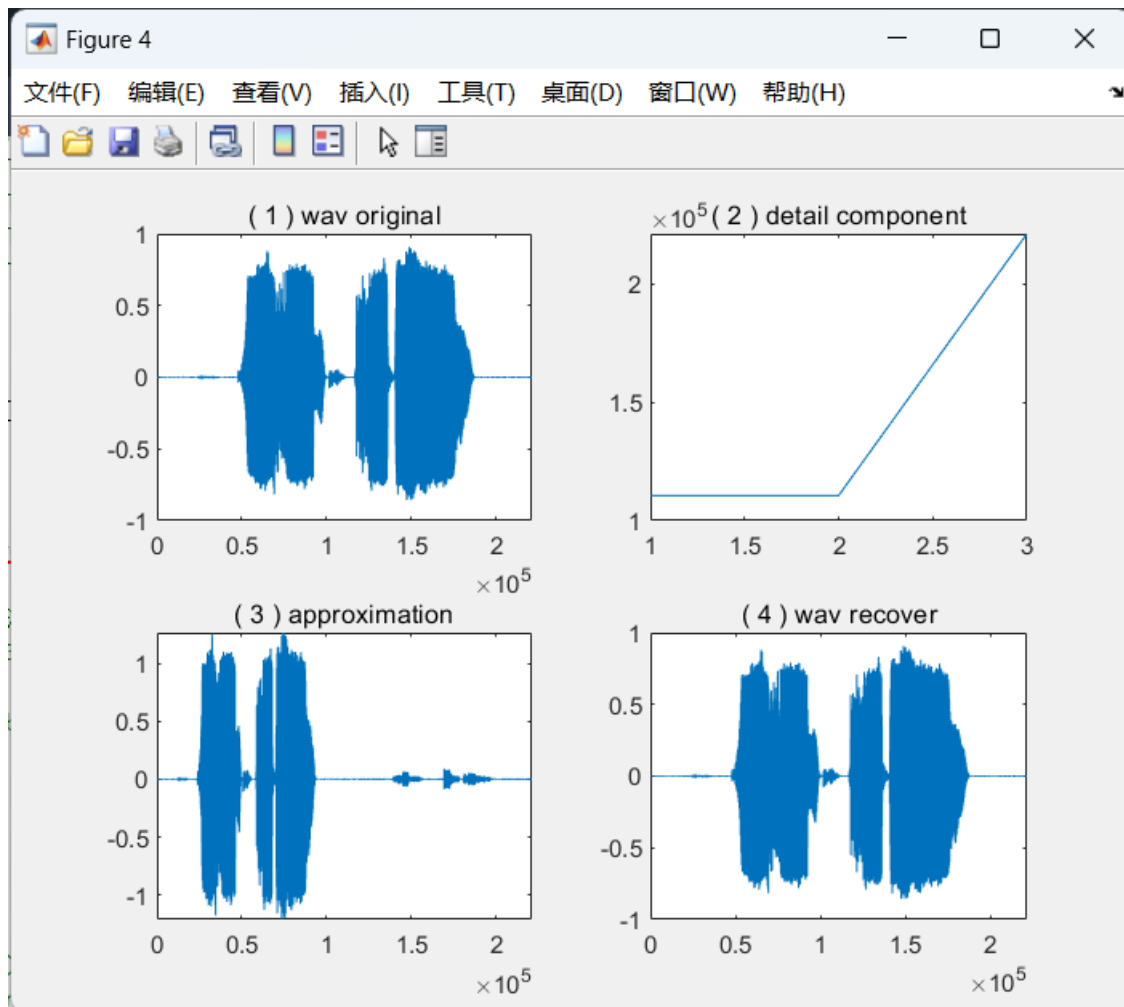 Figure 4
文件(F) 编辑(E) 查看(V) 插入(I) 工具(T) 桌面(D) 窗口(W) 帮助(H)
( 1 ) wav original
1
0.5
0
-0.5
-1
0 0.5 1 1.5 2
×10^5
×10^5 ( 2 ) detail component
2
1.5
1
1 1.5 2 2.5 3
( 3 ) approximation
1
0.5
0
-0.5
-1
0 0.5 1 1.5 2
×10^5
( 4 ) wav recover
1
0.5
0
-0.5
-1
0 0.5 1 1.5 2
×10^5